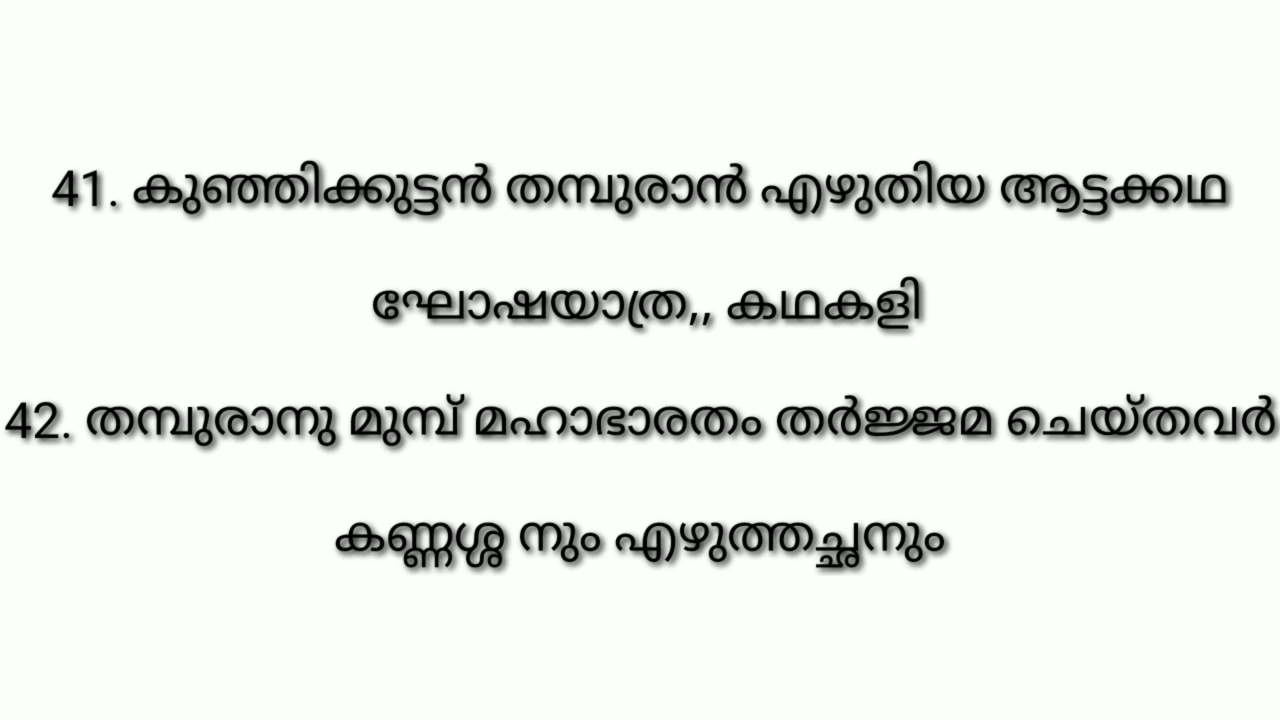 41. കുഞ്ഞിക്കുട്ടൻ തമ്പുരാൻ എഴുതിയ ആട്ടക്കഥ
ഘോഷയാത്ര,, കഥകളി
42. തമ്പുരാനു മുമ്പ് മഹാഭാരതം തർജ്ജമ ചെയ്തവർ
കണ്ണശ്ശ നും എഴുത്തച്ഛനും